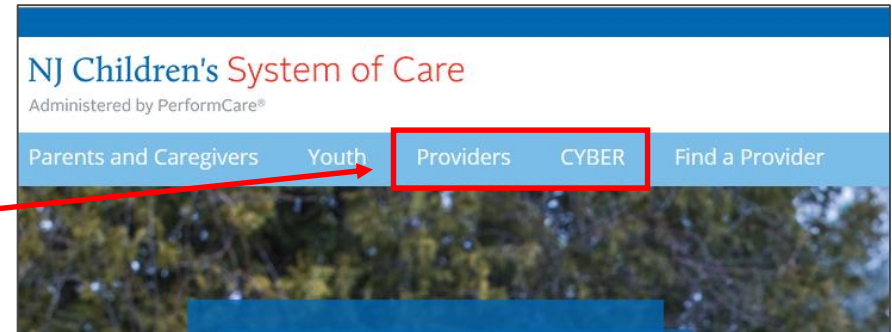 NJ Children's System of Care
Administered by PerformCare®
Parents and Caregivers Youth Providers CYBER Find a Provider